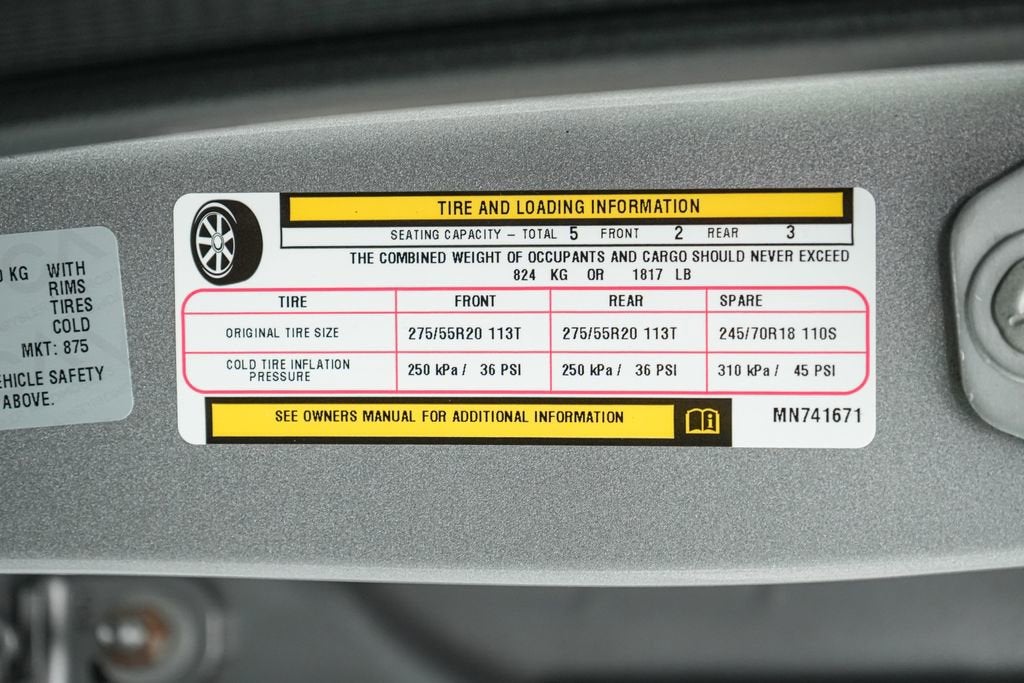 0 KG WITH
RIMS
TIRES
COLD
MKT: 875
EHICLE SAFETY
ABOVE.
TIRE AND LOADING INFORMATION
SEATING CAPACITY – TOTAL 5 FRONT 2 REAR 3
THE COMBINED WEIGHT OF OCCUPANTS AND CARGO SHOULD NEVER EXCEED
824 KG OR 1817 LB
TIRE FRONT REAR SPARE
ORIGINAL TIRE SIZE 275/55R20 113T 275/55R20 113T 245/70R18 110S
COLD TIRE INFLATION
PRESSURE 250 kPa / 36 PSI 250 kPa / 36 PSI 310 kPa / 45 PSI
SEE OWNERS MANUAL FOR ADDITIONAL INFORMATION
MN741671